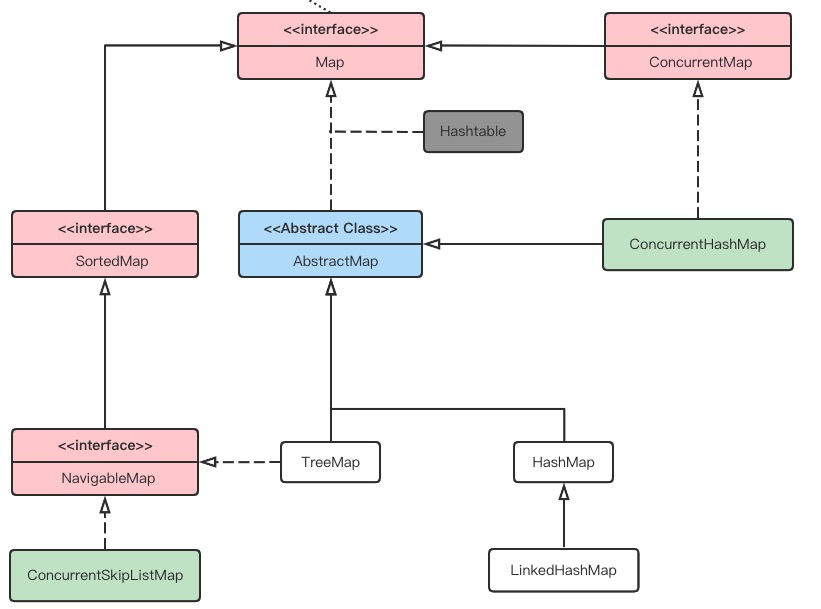 <<interface>>
Map
<<interface>>
ConcurrentMap
Hashtable
<<interface>>
SortedMap
<<Abstract Class>>
AbstractMap
ConcurrentHashMap
<<interface>>
NavigableMap
TreeMap
HashMap
ConcurrentSkipListMap
LinkedHashMap